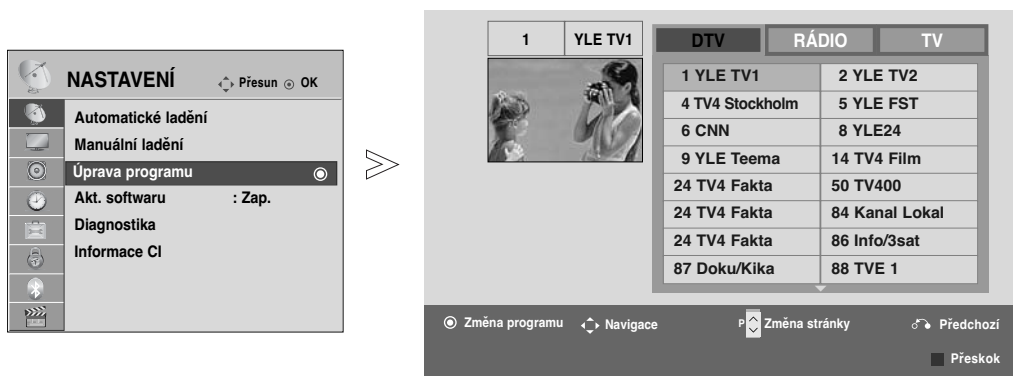 NASTAVENÍ Přesun OK
Automatické ladění
Manuální ladění
Úprava programu
Akt. softwaru : Zap.
Diagnostika
Informace CI
1 YLE TV1
DTV RÁDIO TV
1 YLE TV1 2 YLE TV2
4 TV4 Stockholm 5 YLE FST
6 CNN 8 YLE24
9 YLE Teema 14 TV4 Film
24 TV4 Fakta 50 TV400
24 TV4 Fakta 84 Kanal Lokal
24 TV4 Fakta 86 Info/3sat
87 Doku/Kika 88 TVE 1
Změna programu Navigace P Změna stránky Předchozí
Přeskok